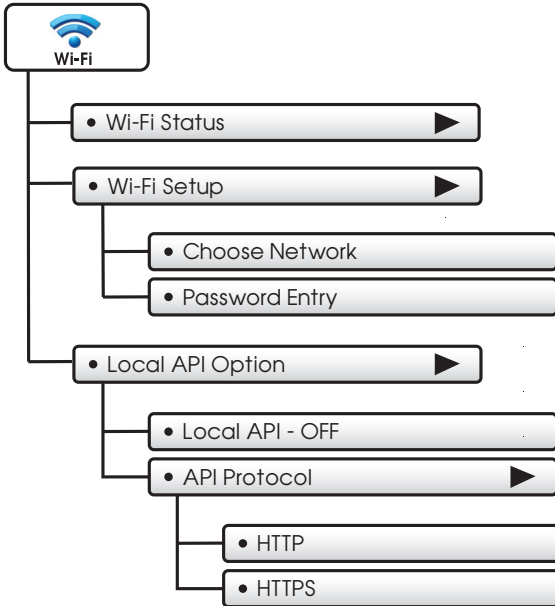 Wi-Fi
• Wi-Fi Status
• Wi-Fi Setup
• Choose Network
• Password Entry
• Local API Option
• Local API - OFF
• API Protocol
• HTTP
• HTTPS